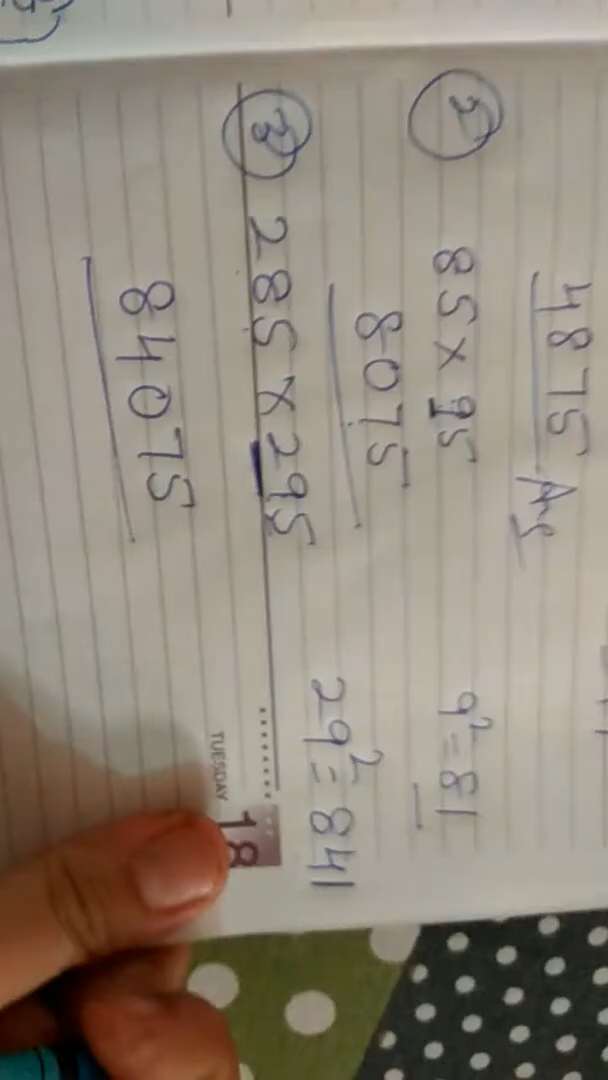 4875 Ans
② 85 x 95 9² = 81
8075
③ 285 x 295 29² = 841
84075
TUESDAY
18